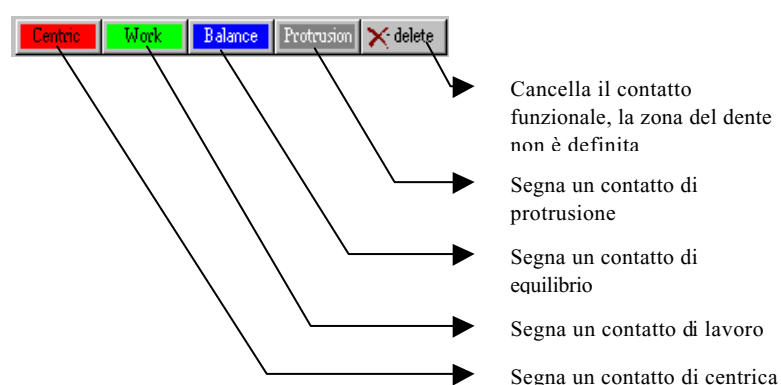 Centric Work Balance Protrusion delete
Cancella il contatto
funzionale, la zona del dente
non è definita
Segna un contatto di
protrusione
Segna un contatto di
equilibrio
Segna un contatto di lavoro
Segna un contatto di centrica